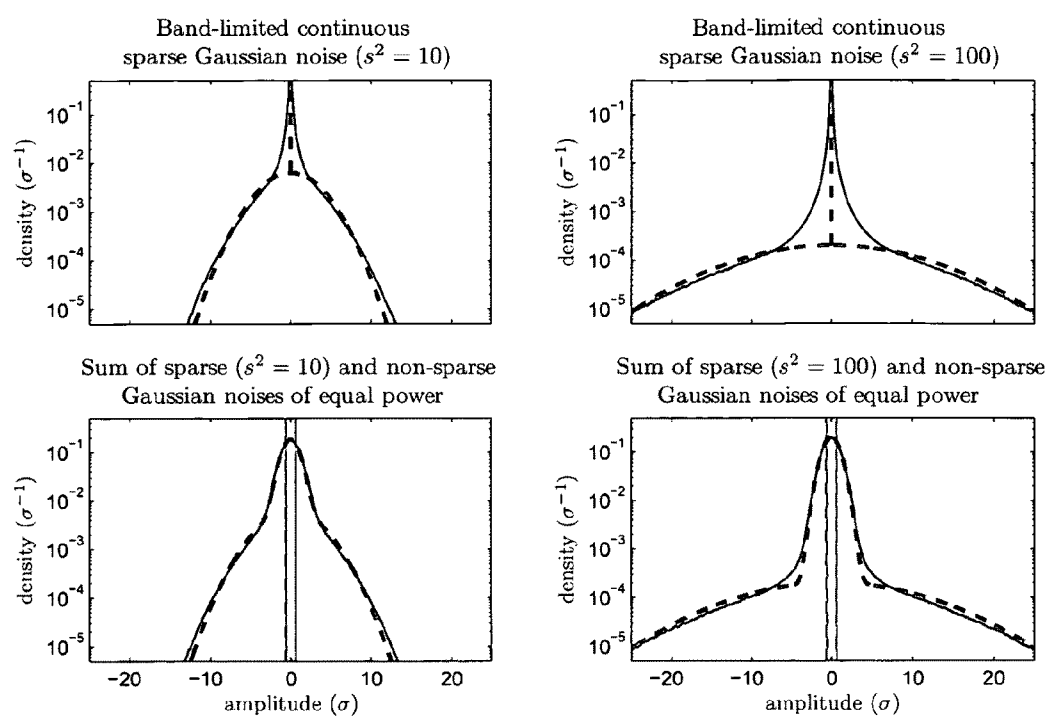 Band-limited continuous
sparse Gaussian noise (s² = 10)
density (σ⁻¹)
10⁻¹
10⁻²
10⁻³
10⁻⁴
10⁻⁵
Band-limited continuous
sparse Gaussian noise (s² = 100)
density (σ⁻¹)
10⁻¹
10⁻²
10⁻³
10⁻⁴
10⁻⁵
Sum of sparse (s² = 10) and non-sparse
Gaussian noises of equal power
density (σ⁻¹)
10⁻¹
10⁻²
10⁻³
10⁻⁴
10⁻⁵
−20 −10 0 10 20
amplitude (σ)
Sum of sparse (s² = 100) and non-sparse
Gaussian noises of equal power
density (σ⁻¹)
10⁻¹
10⁻²
10⁻³
10⁻⁴
10⁻⁵
−20 −10 0 10 20
amplitude (σ)